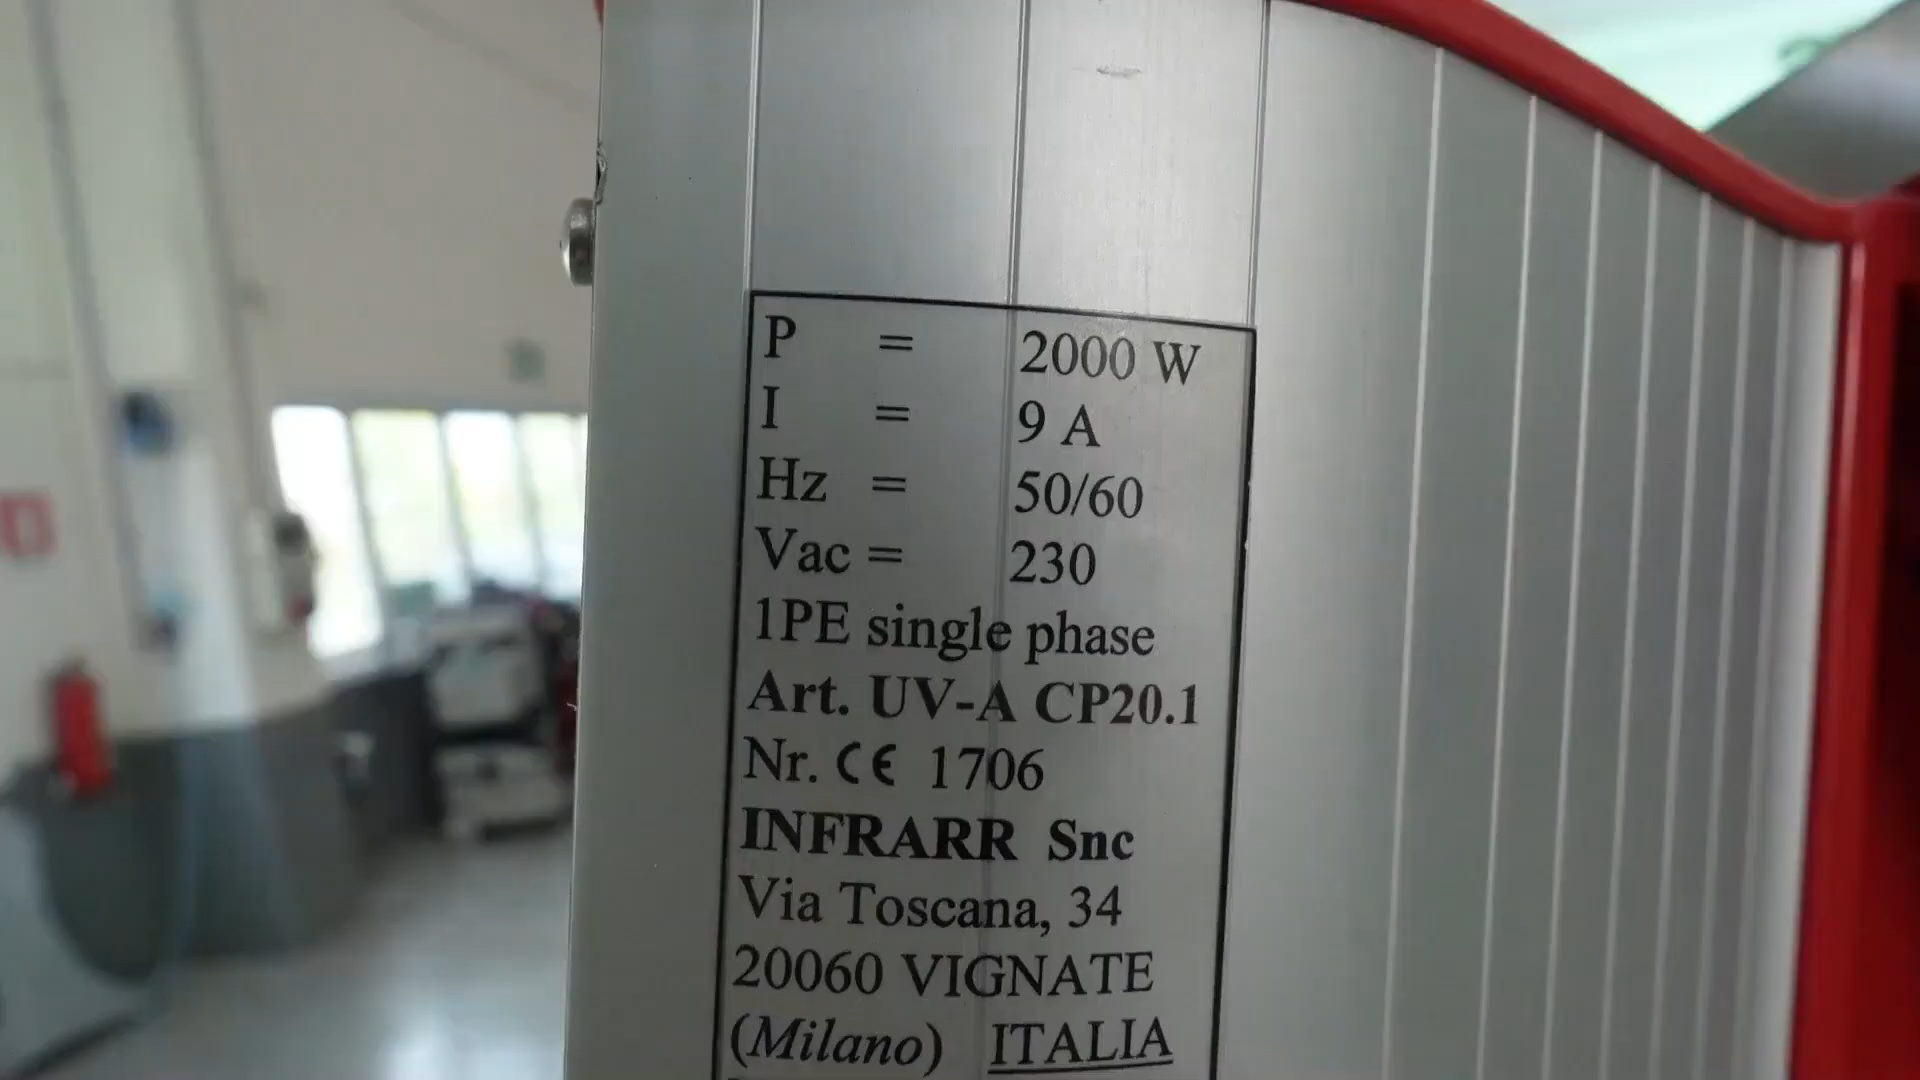 P = 2000 W
I = 9 A
Hz = 50/60
Vac = 230
1PE single phase
Art. UV-A CP20.1
Nr. CE 1706
INFRARR Snc
Via Toscana, 34
20060 VIGNATE
(Milano) ITALIA